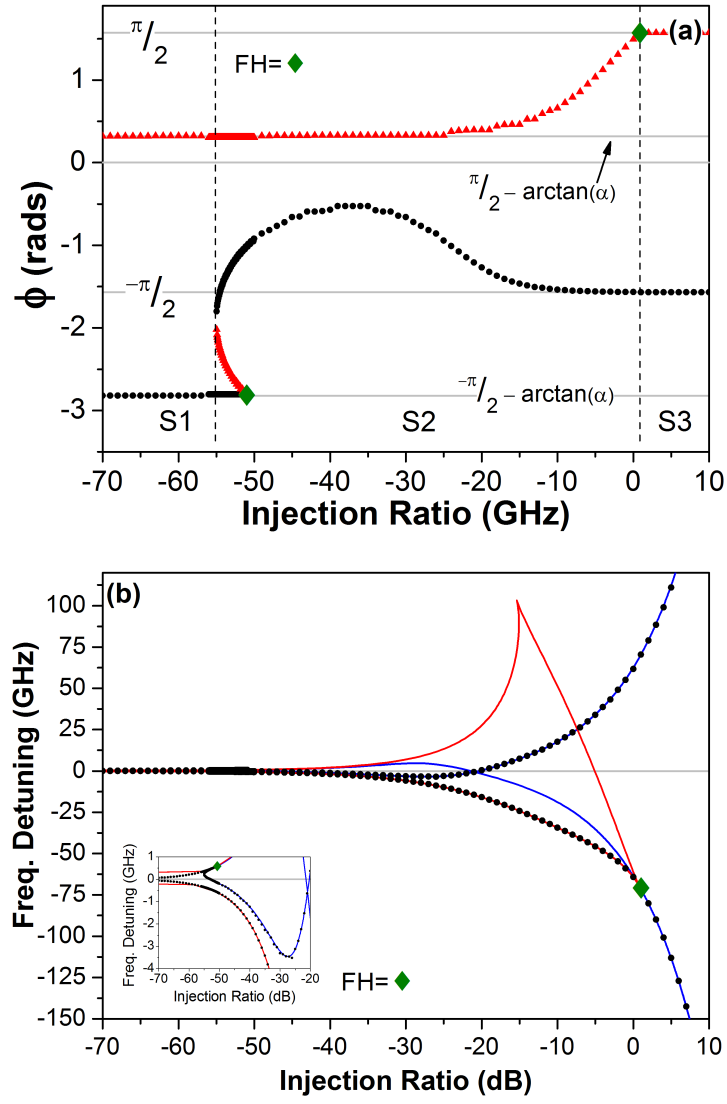 (a)
π/2
FH=
1
0
-1
-2
-3
π/2 – arctan(α)
-π/2
-π/2 – arctan(α)
S1
S2
S3
ϕ (rads)
-70 -60 -50 -40 -30 -20 -10 0 10
Injection Ratio (GHz)
(b)
100
75
50
25
0
-25
-50
-75
-100
-125
-150
Freq. Detuning (GHz)
1
0
-1
-2
-3
-4
Freq. Detuning (GHz)
-70 -60 -50 -40 -30 -20
Injection Ratio (dB)
FH=
-70 -60 -50 -40 -30 -20 -10 0 10
Injection Ratio (dB)